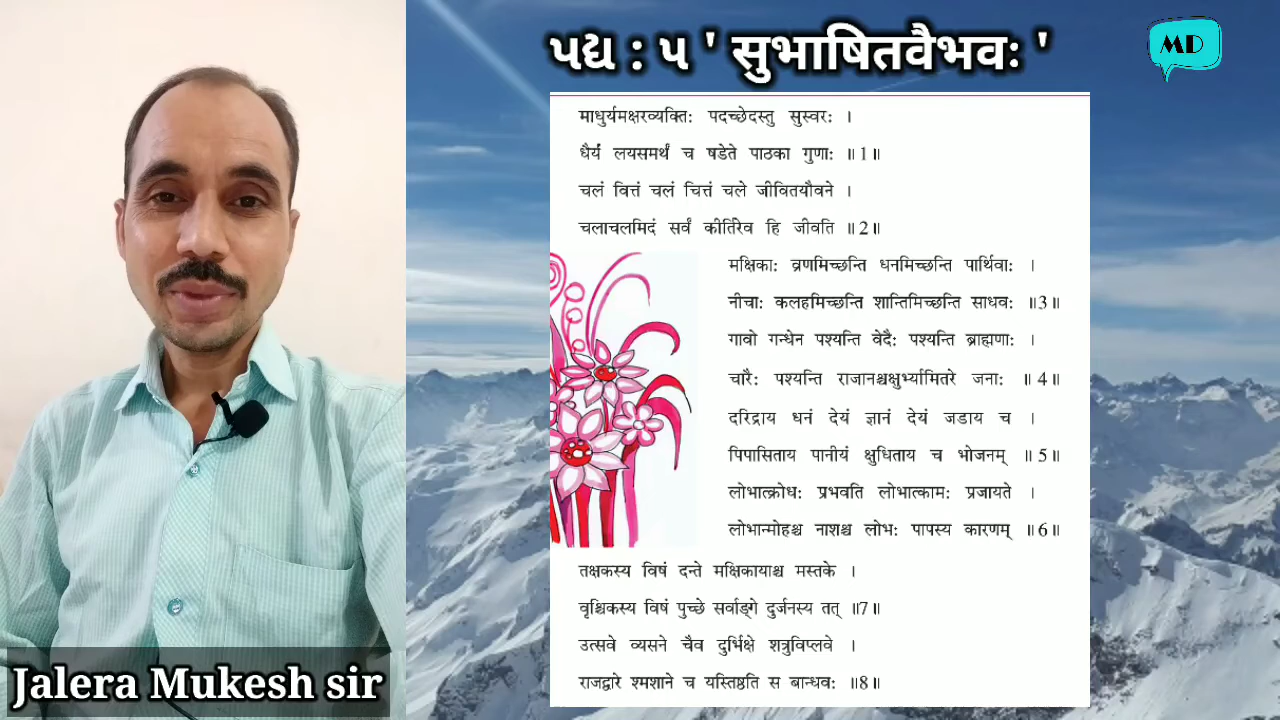 પદ્ય : ૫ ' सुभाषितवैभवः '
MD
माधुर्यमक्षरव्यक्तिः पदच्छेदस्तु सुस्वरः ।
धैर्यं लयसमर्थं च षडेते पाठका गुणाः ॥1॥
चलं वित्तं चलं चित्तं चले जीवितयौवने ।
चलाचलमिदं सर्वं कीर्तिरेव हि जीवति ॥2॥
मक्षिकाः व्रणमिच्छन्ति धनमिच्छन्ति पार्थिवाः ।
नीचाः कलहमिच्छन्ति शान्तिमिच्छन्ति साधवः ॥3॥
गावो गन्धेन पश्यन्ति वेदैः पश्यन्ति ब्राह्मणाः ।
चारैः पश्यन्ति राजानश्चक्षुर्भ्यामितरे जनाः ॥4॥
दरिद्राय धनं देयं ज्ञानं देयं जडाय च ।
पिपासिताय पानीयं क्षुधिताय च भोजनम् ॥5॥
लोभात्क्रोधः प्रभवति लोभात्कामः प्रजायते ।
लोभान्मोहश्च नाशश्च लोभः पापस्य कारणम् ॥6॥
तक्षकस्य विषं दन्ते मक्षिकायाश्च मस्तके ।
वृश्चिकस्य विषं पुच्छे सर्वाङ्गे दुर्जनस्य तत् ॥7॥
उत्सवे व्यसने चैव दुर्भिक्षे शत्रुविप्लवे ।
राजद्वारे श्मशाने च यस्तिष्ठति स बान्धवः ॥8॥
Jalera Mukesh sir